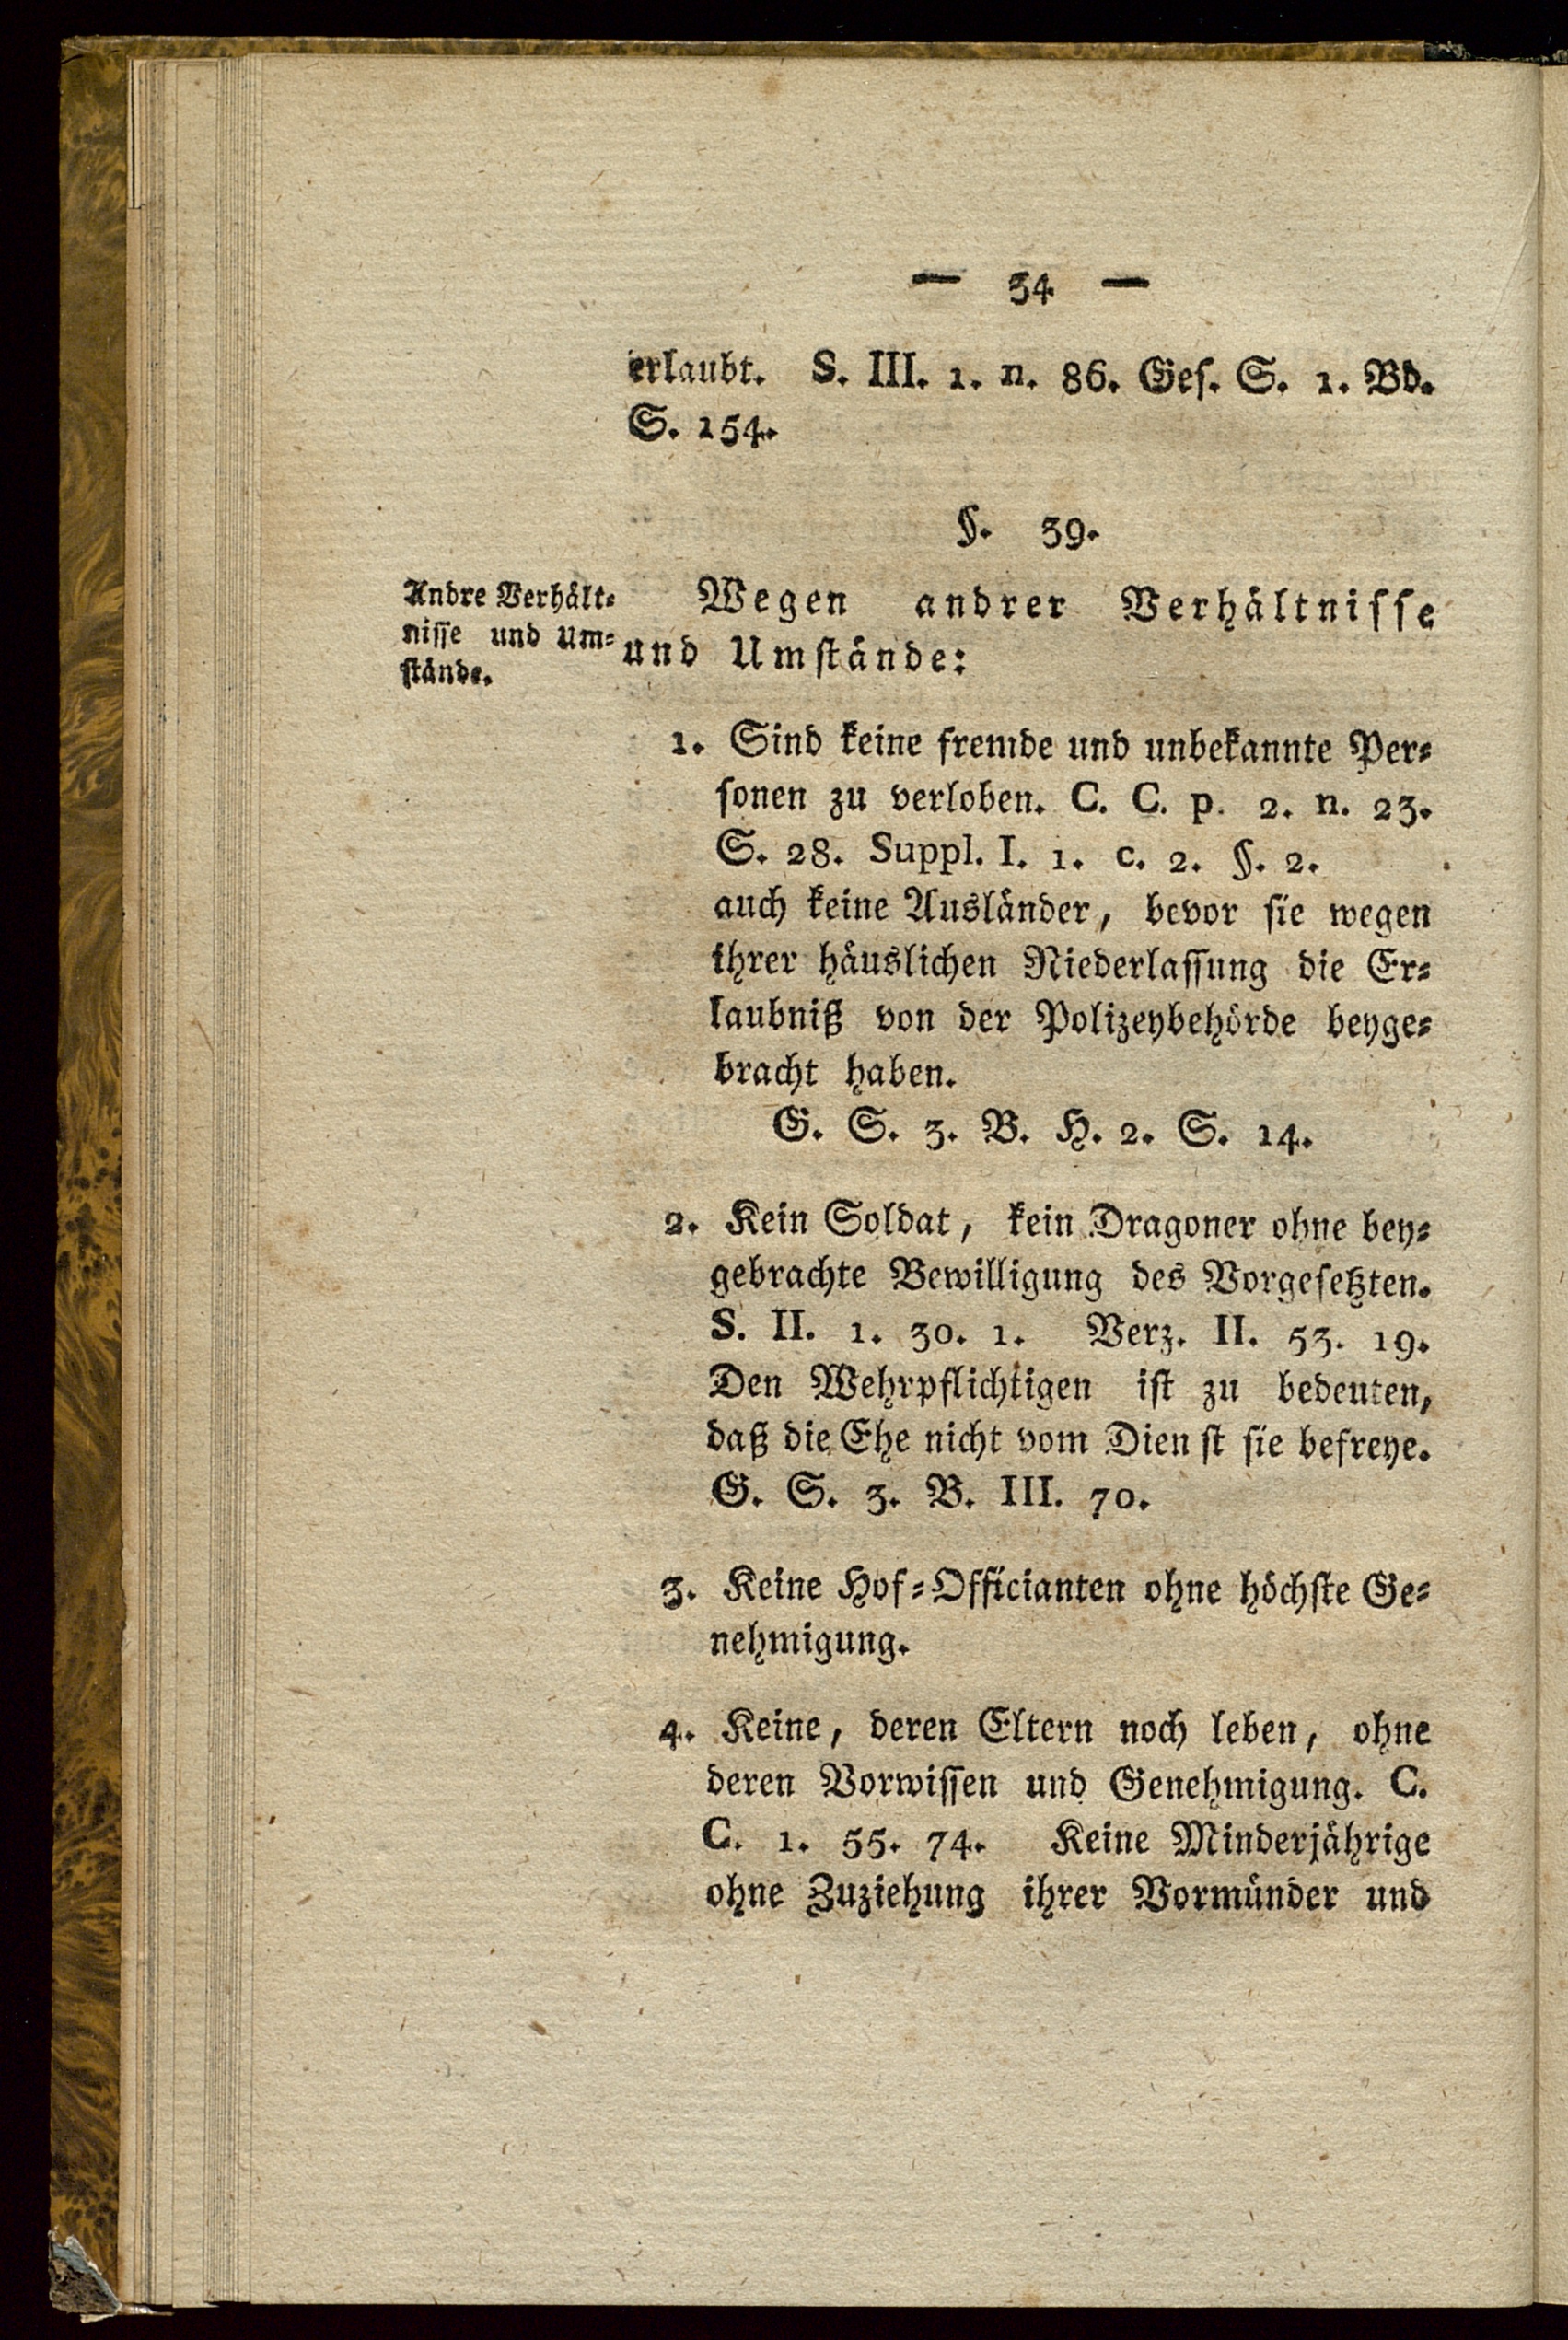 — 34 —
erlaubt. S. III. 1. n. 86. Ges. S. 1. Bd.
S. 154.
§. 39.
Andre Verhält-
nisse und Um-
stände.
Wegen andrer Verhältnisse
und Umstände:
1. Sind keine fremde und unbekannte Per-
sonen zu verloben. C. C. p. 2. n. 23.
S. 28. Suppl. I. 1. c. 2. §. 2.
auch keine Ausländer, bevor sie wegen
ihrer häuslichen Niederlassung die Er-
laubniß von der Polizeybehörde beyge-
bracht haben.
G. S. 3. B. H. 2. S. 14.
2. Kein Soldat, kein Dragoner ohne bey-
gebrachte Bewilligung des Vorgesetzten.
S. II. 1. 30. 1. Verz. II. 53. 19.
Den Wehrpflichtigen ist zu bedeuten,
daß die Ehe nicht vom Dien st sie befreye.
G. S. 3. B. III. 70.
3. Keine Hof-Officianten ohne höchste Ge-
nehmigung.
4. Keine, deren Eltern noch leben, ohne
deren Vorwissen und Genehmigung. C.
C. 1. 55. 74. Keine Minderjährige
ohne Zuziehung ihrer Vormünder und